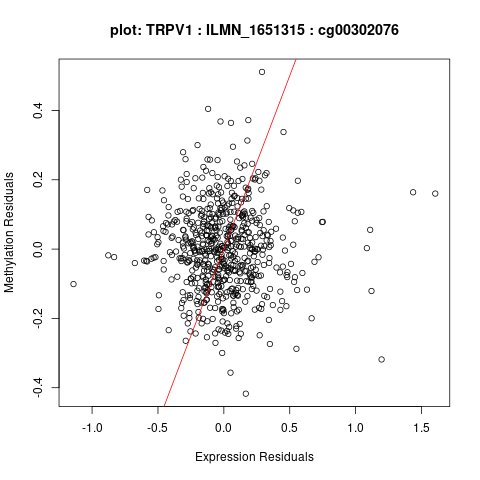 plot: TRPV1 : ILMN_1651315 : cg00302076
Methylation Residuals
0.4
0.2
0.0
-0.2
-0.4
-1.0 -0.5 0.0 0.5 1.0 1.5
Expression Residuals